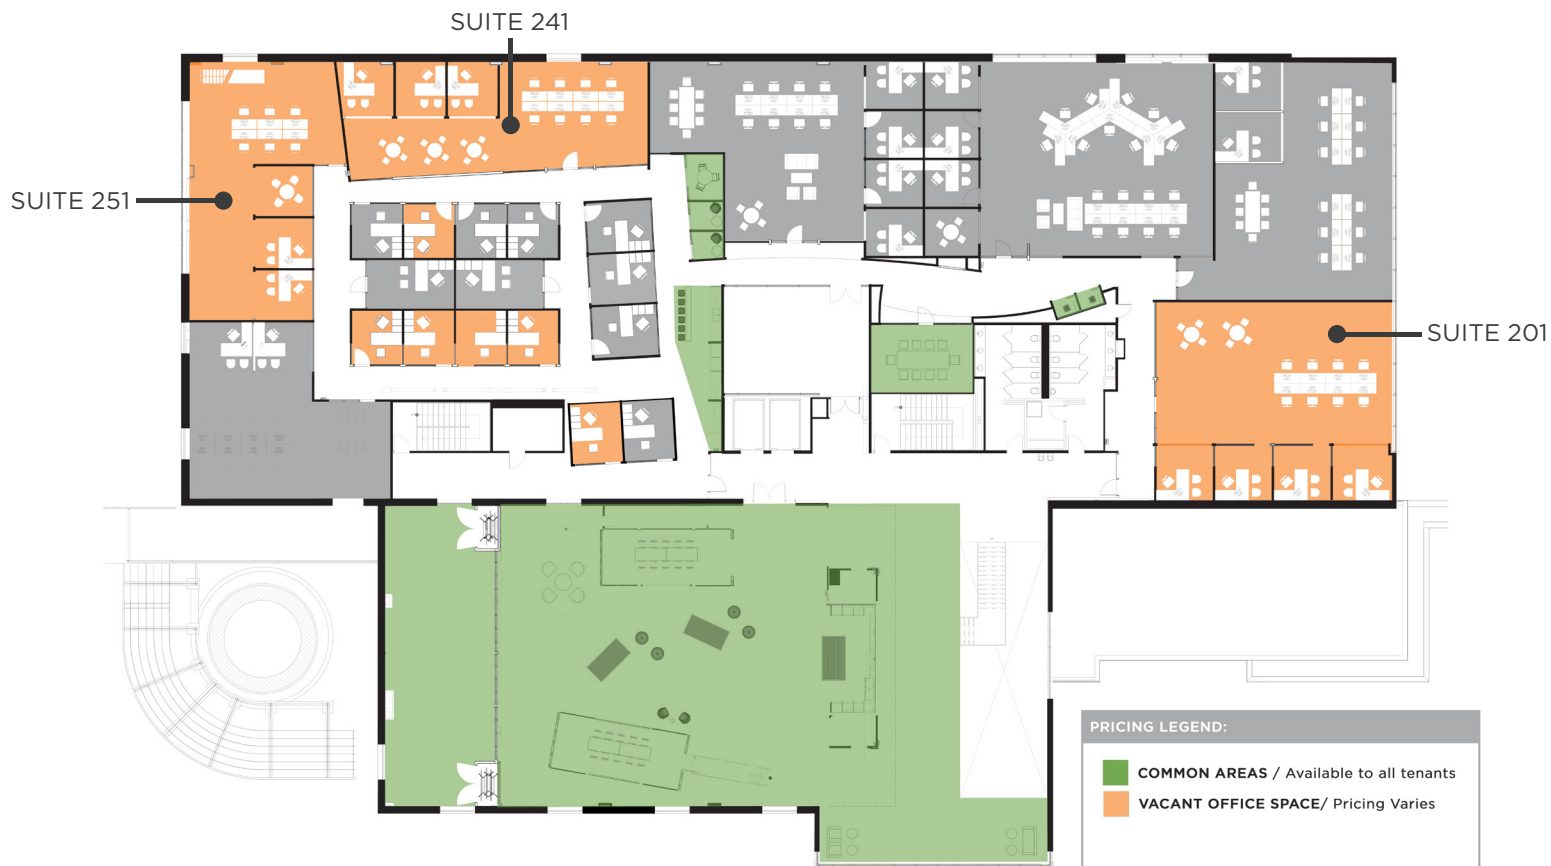 SUITE 241
SUITE 251
SUITE 201
PRICING LEGEND:
COMMON AREAS / Available to all tenants
VACANT OFFICE SPACE/ Pricing Varies